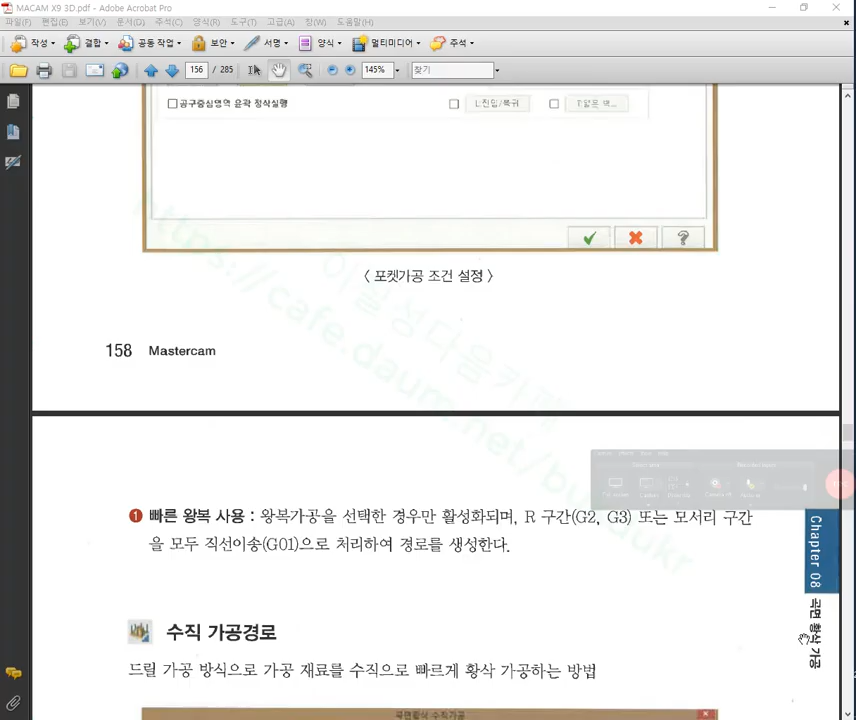 MACAM X9 3D.pdf - Adobe Acrobat Pro
파일(F) 편집(E) 보기(V) 문서(D) 주석(C) 양식(R) 도구(T) 고급(A) 창(W) 도움말(H)
작성 결합 공동 작업 보안 서명 양식 멀티미디어 주석
156 / 285 145% 찾기
공구중심영역 윤곽 정삭실행 L:진입/복귀
< 포켓가공 조건 설정 >
158 Mastercam
https://cafe.daum.net/
1 빠른 왕복 사용 : 왕복가공을 선택한 경우만 활성화되며, R 구간(G2, G3) 또는 모서리 구간
을 모두 직선이송(G01)으로 처리하여 경로를 생성한다.
Chapter 08 곡면 황삭 가공
수직 가공경로
드릴 가공 방식으로 가공 재료를 수직으로 빠르게 황삭 가공하는 방법
곡면황삭 수직가공